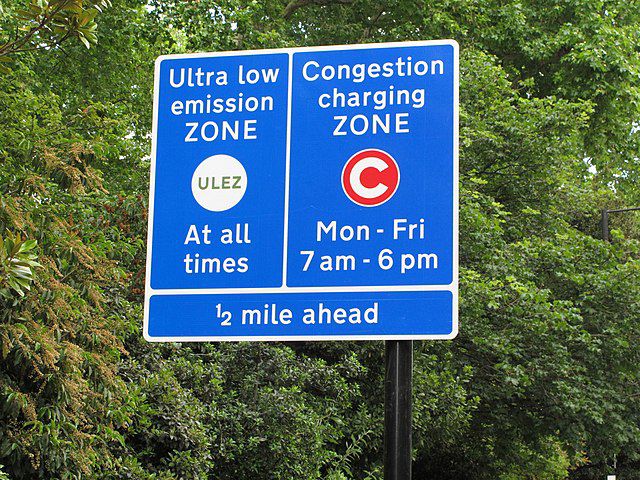 Ultra low
emission
ZONE
ULEZ
At all
times
Congestion
charging
ZONE
C
Mon - Fri
7 am - 6 pm
½ mile ahead